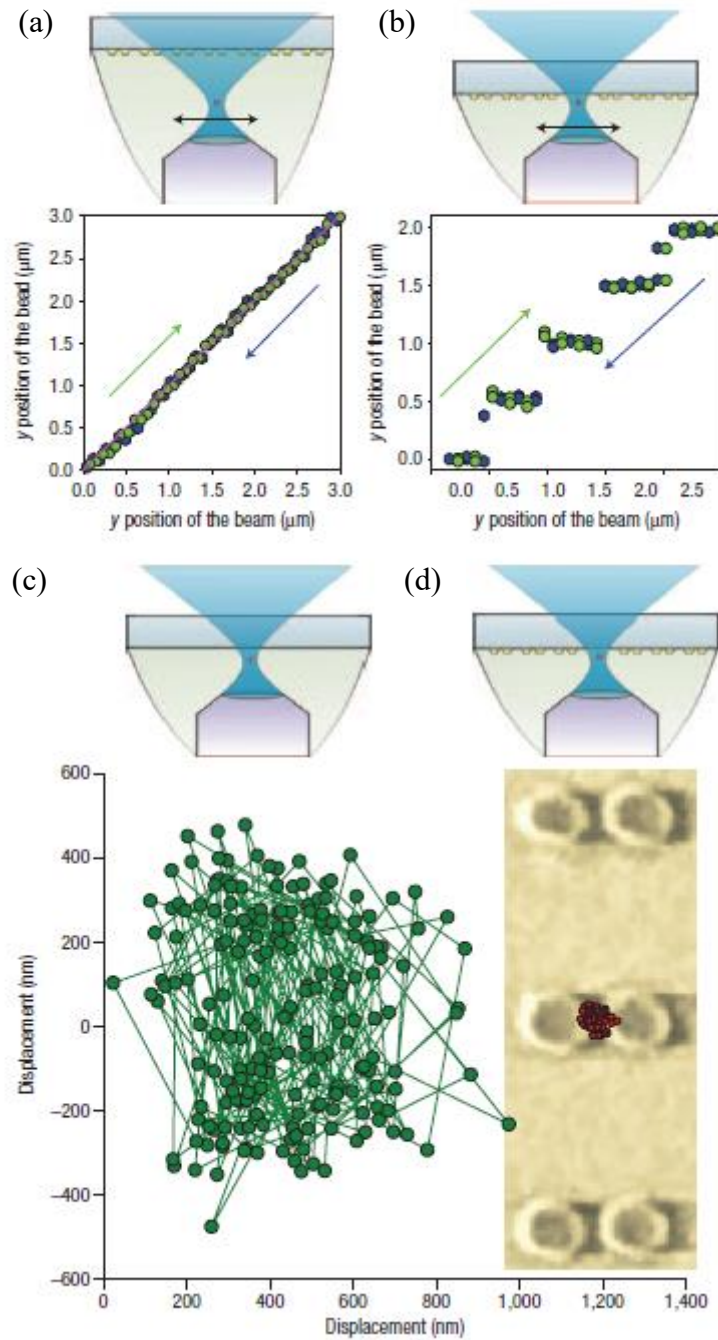 (a)
(b)
3.0
2.5
2.0
1.5
1.0
0.5
0.0
y position of the bead (μm)
0.0 0.5 1.0 1.5 2.0 2.5 3.0
y position of the beam (μm)
2.0
1.5
1.0
0.5
0.0
y position of the bead (μm)
0.0 0.5 1.0 1.5 2.0 2.5
y position of the beam (μm)
(c)
(d)
600
400
200
0
–200
–400
–600
Displacement (nm)
0 200 400 600 800 1,000 1,200 1,400
Displacement (nm)